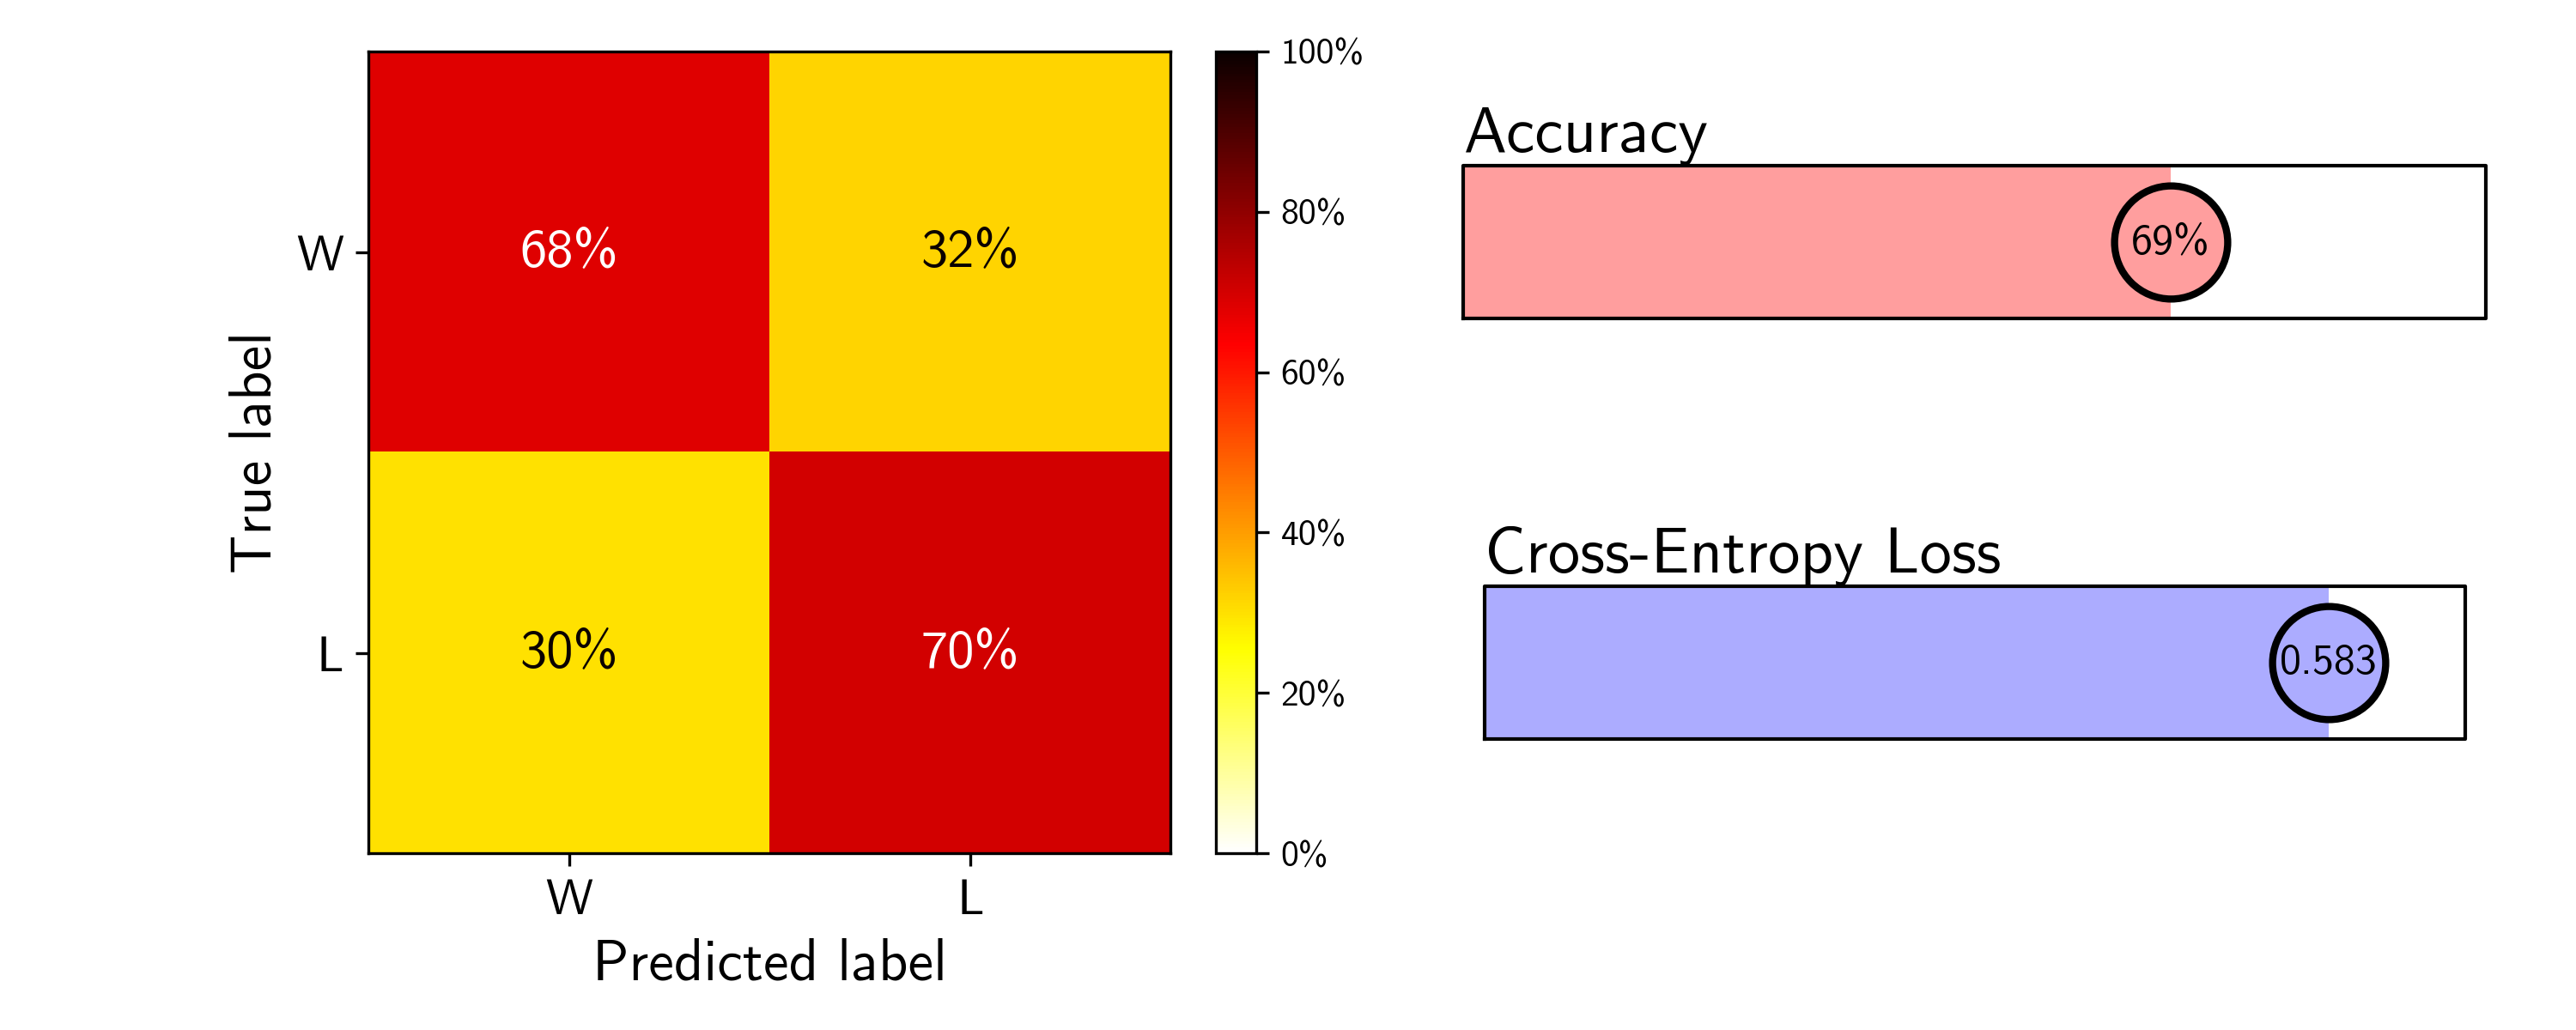 True label
W
L
68%
32%
30%
70%
W
L
Predicted label
100%
80%
60%
40%
20%
0%
Accuracy
69%
Cross-Entropy Loss
0.583